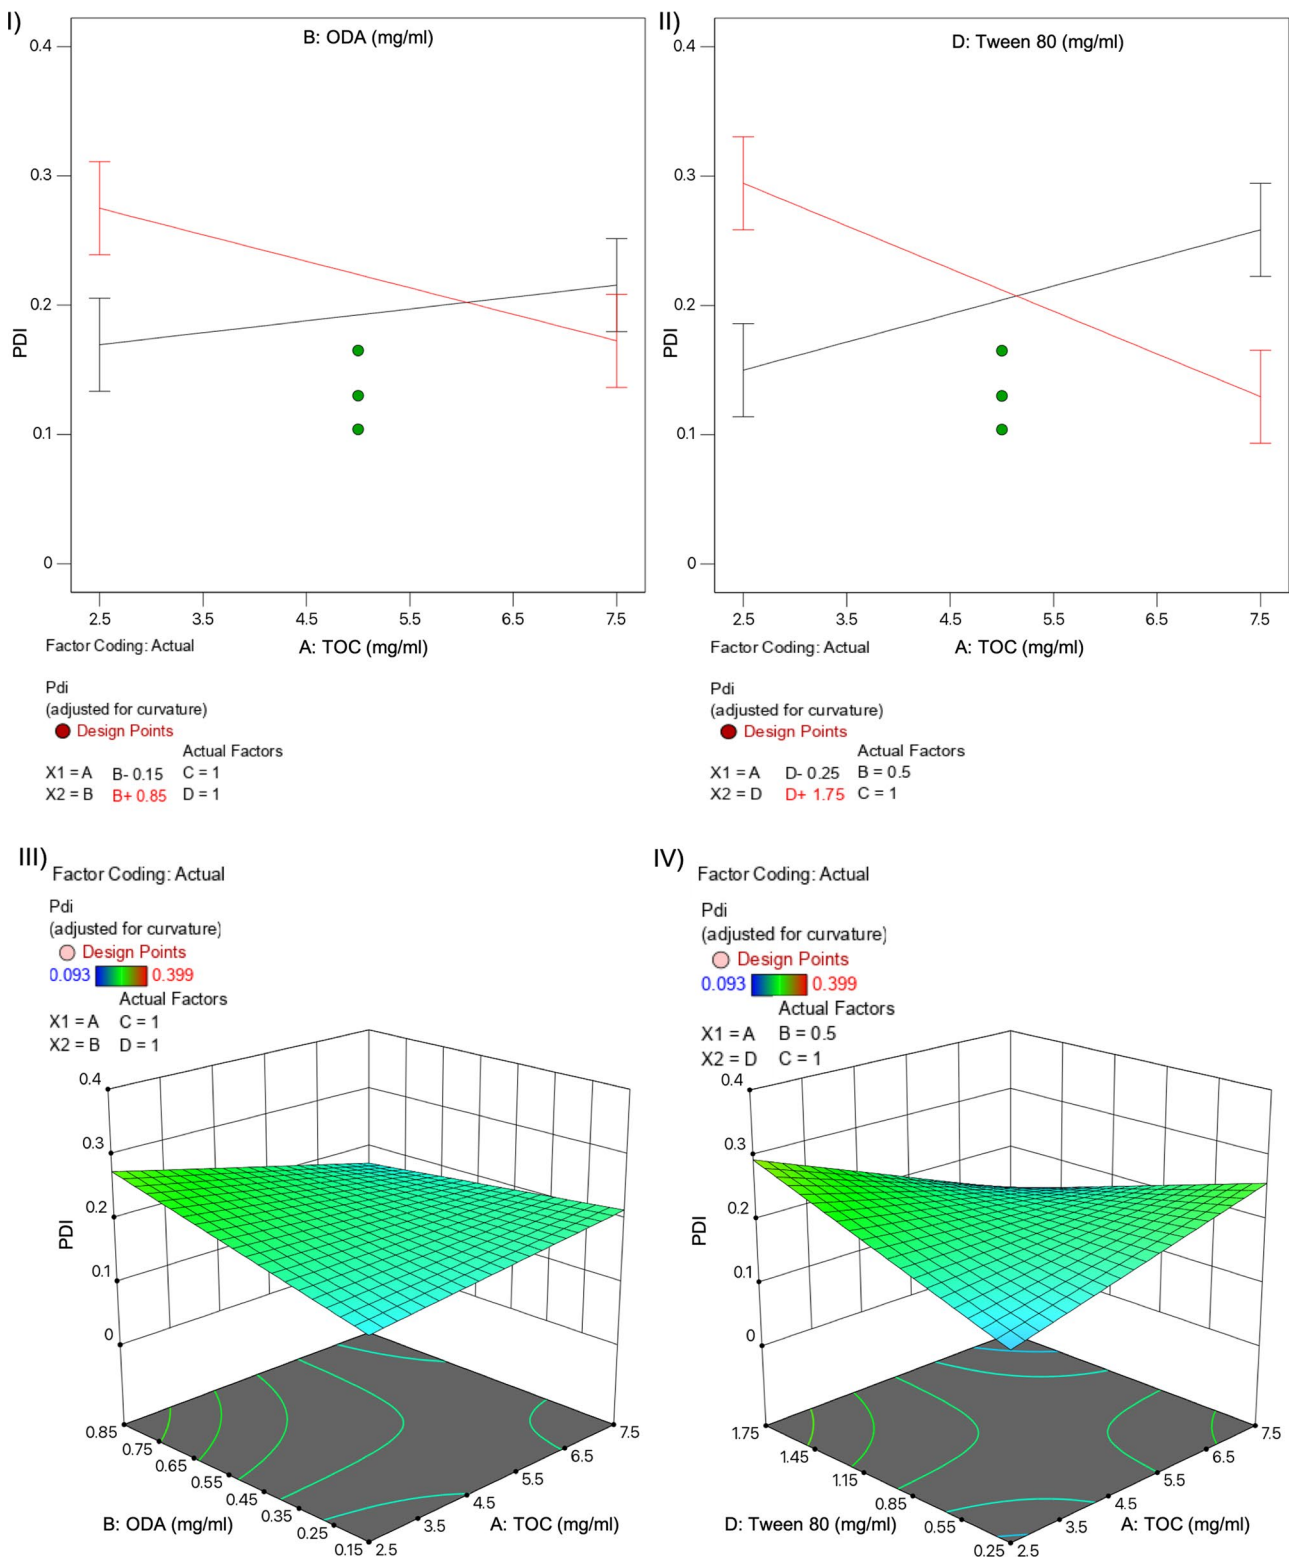 I)
B: ODA (mg/ml)
0.4
0.3
0.2
0.1
0
PDI
2.5 3.5 4.5 5.5 6.5 7.5
Factor Coding: Actual
A: TOC (mg/ml)
Pdi
(adjusted for curvature)
Design Points
Actual Factors
X1 = A B- 0.15 C = 1
X2 = B B+ 0.85 D = 1
II)
D: Tween 80 (mg/ml)
0.4
0.3
0.2
0.1
0
PDI
2.5 3.5 4.5 5.5 6.5 7.5
Factor Coding: Actual
A: TOC (mg/ml)
Pdi
(adjusted for curvature)
Design Points
Actual Factors
X1 = A D- 0.25 B = 0.5
X2 = D D+ 1.75 C = 1
III)
Factor Coding: Actual
Pdi
(adjusted for curvature)
Design Points
0.093 0.399
Actual Factors
X1 = A C = 1
X2 = B D = 1
0.4
0.3
0.2
0.1
0
PDI
0.85
0.75
0.65
0.55
0.45
0.35
0.25
0.15
B: ODA (mg/ml)
2.5
3.5
4.5
5.5
6.5
7.5
A: TOC (mg/ml)
IV)
Factor Coding: Actual
Pdi
(adjusted for curvature)
Design Points
0.093 0.399
Actual Factors
X1 = A B = 0.5
X2 = D C = 1
0.4
0.3
0.2
0.1
0
PDI
1.75
1.45
1.15
0.85
0.55
0.25
D: Tween 80 (mg/ml)
2.5
3.5
4.5
5.5
6.5
7.5
A: TOC (mg/ml)